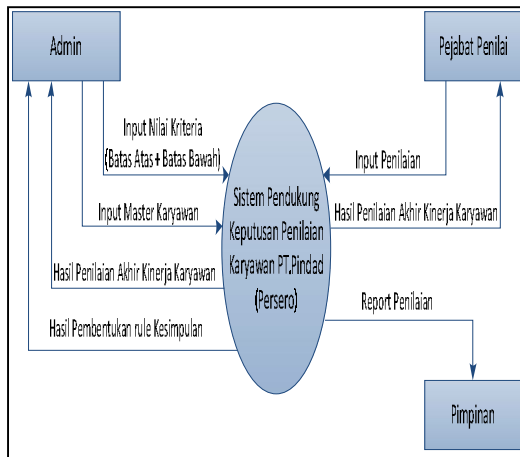 Admin
Pejabat Penilai
Input Nilai Kriteria
(Batas Atas + Batas Bawah)
Input Penilaian
Sistem Pendukung
Keputusan Penilaian
Karyawan PT.Pindad
(Persero)
Input Master Karyawan
Hasil Penilaian Akhir Kinerja Karyawan
Hasil Penilaian Akhir Kinerja Karyawan
Report Penilaian
Hasil Pembentukan rule Kesimpulan
Pimpinan